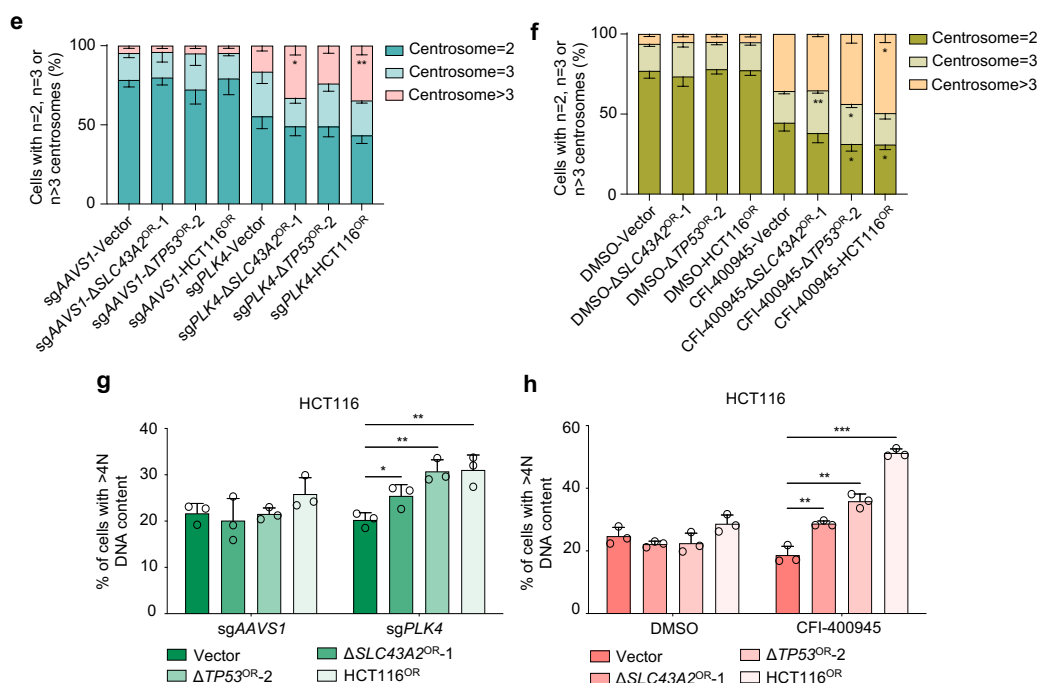 e
100
50
0
Cells with n=2, n=3 or
n>3 centrosomes (%)
*
**
Centrosome=2
Centrosome=3
Centrosome>3
sgAAVS1-Vector
sgAAVS1-ΔSLC43A2OR-1
sgAAVS1-ΔTP53OR-2
sgAAVS1-HCT116OR
sgPLK4-Vector
sgPLK4-ΔSLC43A2OR-1
sgPLK4-ΔTP53OR-2
sgPLK4-HCT116OR
f
100
50
0
Cells with n=2, n=3 or
n>3 centrosomes (%)
*
**
*
*
*
Centrosome=2
Centrosome=3
Centrosome>3
DMSO-Vector
DMSO-ΔSLC43A2OR-1
DMSO-ΔTP53OR-2
DMSO-HCT116OR
CFI-400945-Vector
CFI-400945-ΔSLC43A2OR-1
CFI-400945-ΔTP53OR-2
CFI-400945-HCT116OR
g
HCT116
40
30
20
10
0
% of cells with >4N
DNA content
**
**
*
sgAAVS1
sgPLK4
Vector
ΔSLC43A2OR-1
ΔTP53OR-2
HCT116OR
h
HCT116
60
40
20
0
% of cells with >4N
DNA content
***
**
**
DMSO
CFI-400945
Vector
ΔTP53OR-2
ΔSLC43A2OR-1
HCT116OR